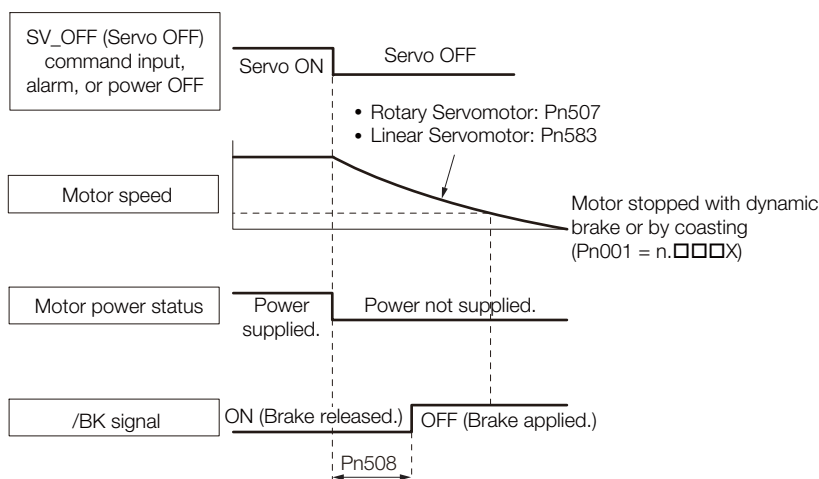 SV_OFF (Servo OFF)
command input,
alarm, or power OFF
Servo ON
Servo OFF
• Rotary Servomotor: Pn507
• Linear Servomotor: Pn583
Motor speed
Motor stopped with dynamic
brake or by coasting
(Pn001 = n.□□□X)
Motor power status
Power
supplied.
Power not supplied.
/BK signal
ON (Brake released.)
OFF (Brake applied.)
Pn508